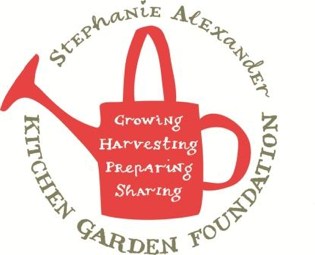 Stephanie Alexander
Growing
Harvesting
Preparing
Sharing
KITCHEN GARDEN FOUNDATION